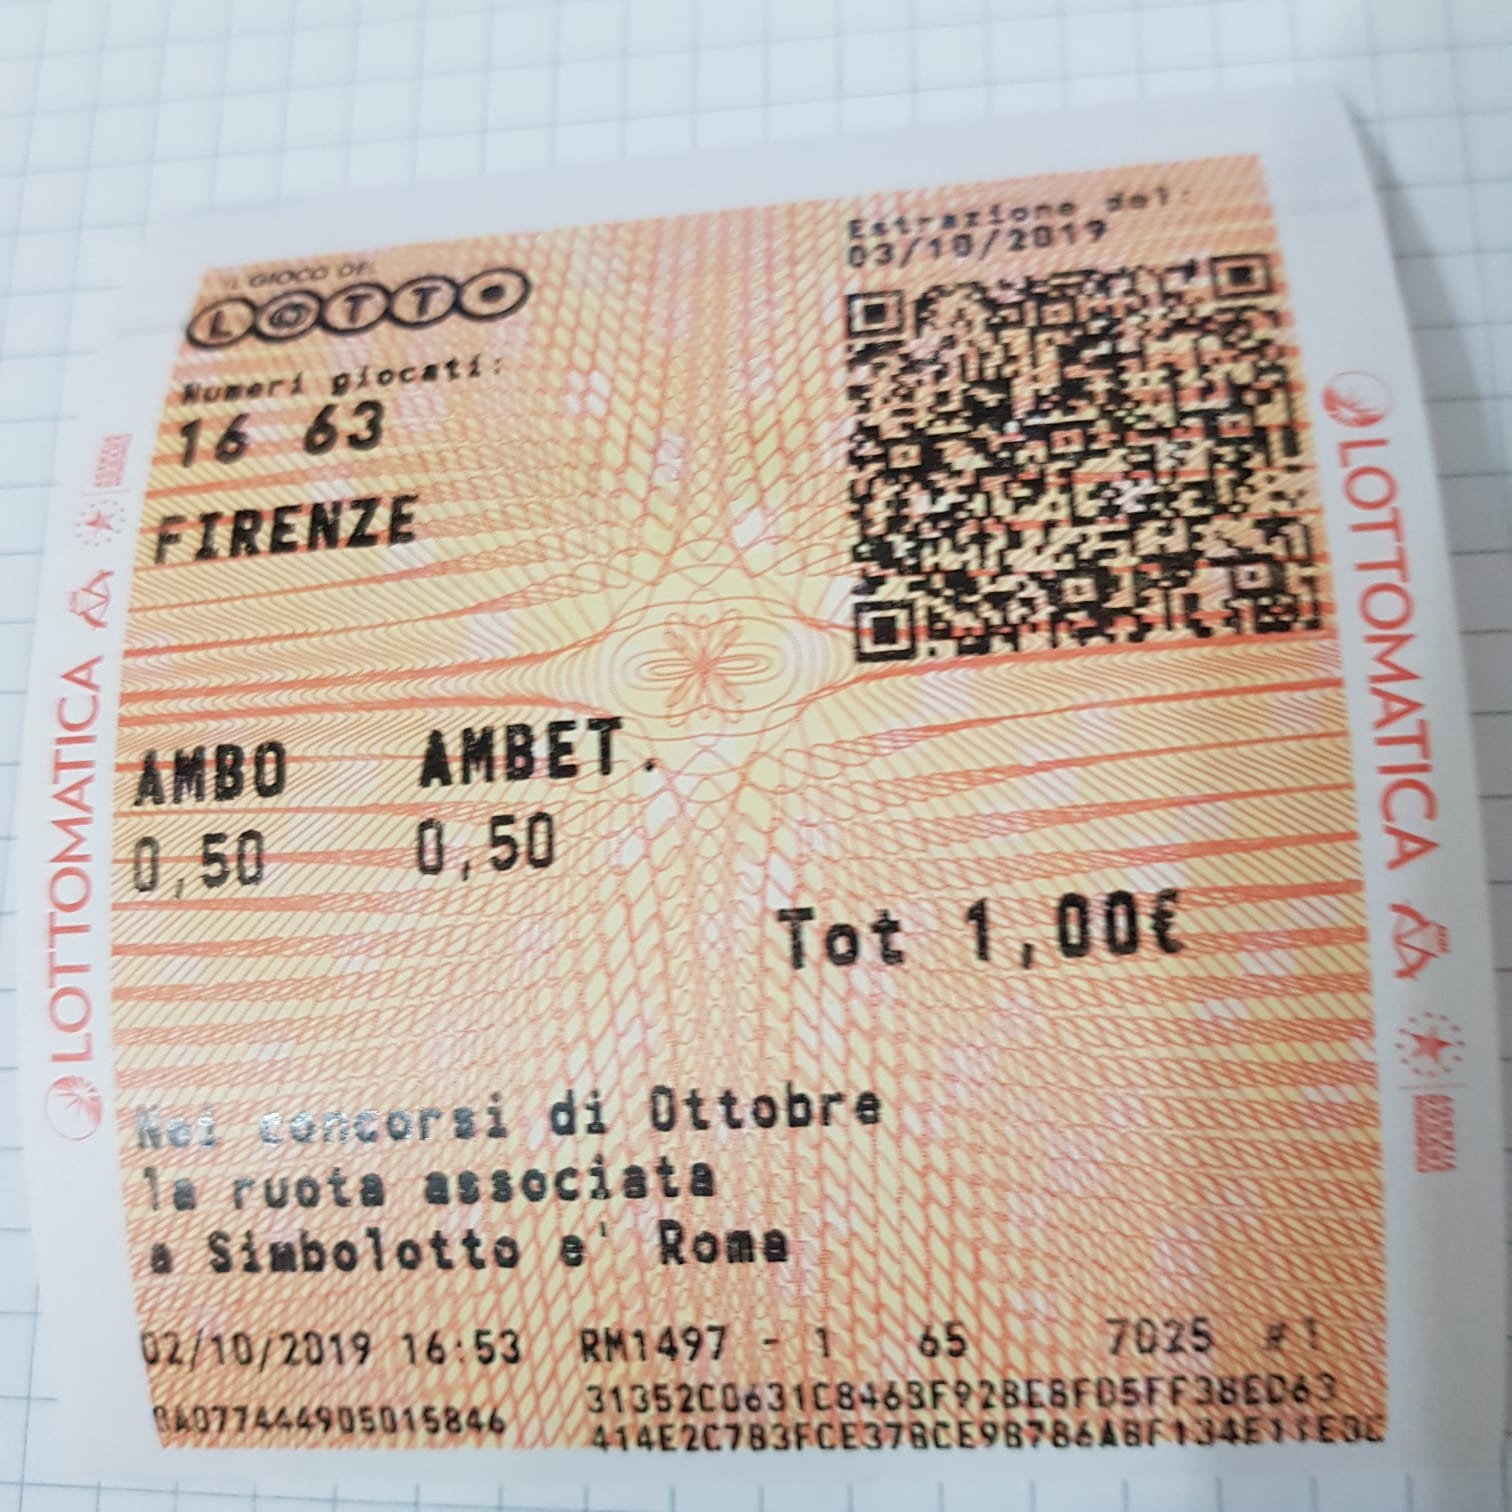 IL GIOCO DEL
LOTTO
Estrazione del:
03/10/2019
Numeri giocati:
16 63
FIRENZE
AMBO AMBET.
0,50 0,50
Tot 1,00€
Nei concorsi di Ottobre
la ruota associata
a Simbolotto e' Roma
02/10/2019 16:53 RM1497 - 1 65 7025 #1
LOTTOMATICA
LOTTOMATICA